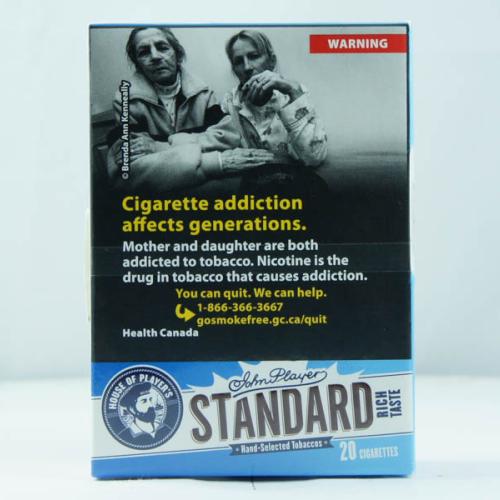 WARNING
© Brenda Ann Kenneally
Cigarette addiction
affects generations.
Mother and daughter are both
addicted to tobacco. Nicotine is the
drug in tobacco that causes addiction.
You can quit. We can help.
1-866-366-3667
gosmokefree.gc.ca/quit
Health Canada
HOUSE OF PLAYER'S
John Player
STANDARD
RICH
TASTE
Hand-Selected Tobaccos
20 CIGARETTES